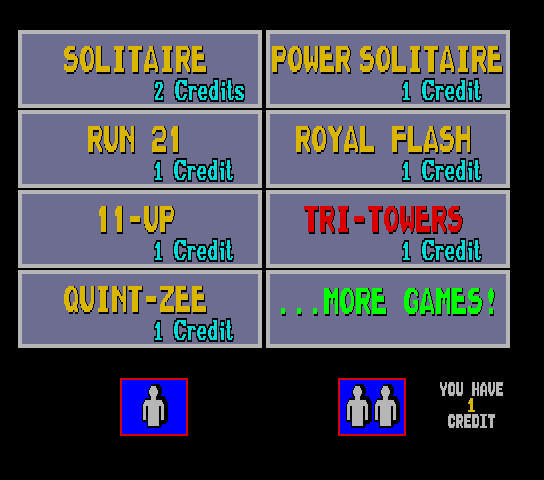 SOLITAIRE
2 Credits
POWER SOLITAIRE
1 Credit
RUN 21
1 Credit
ROYAL FLASH
1 Credit
11-UP
1 Credit
TRI-TOWERS
1 Credit
QUINT-ZEE
1 Credit
...MORE GAMES!
YOU HAVE
1
CREDIT